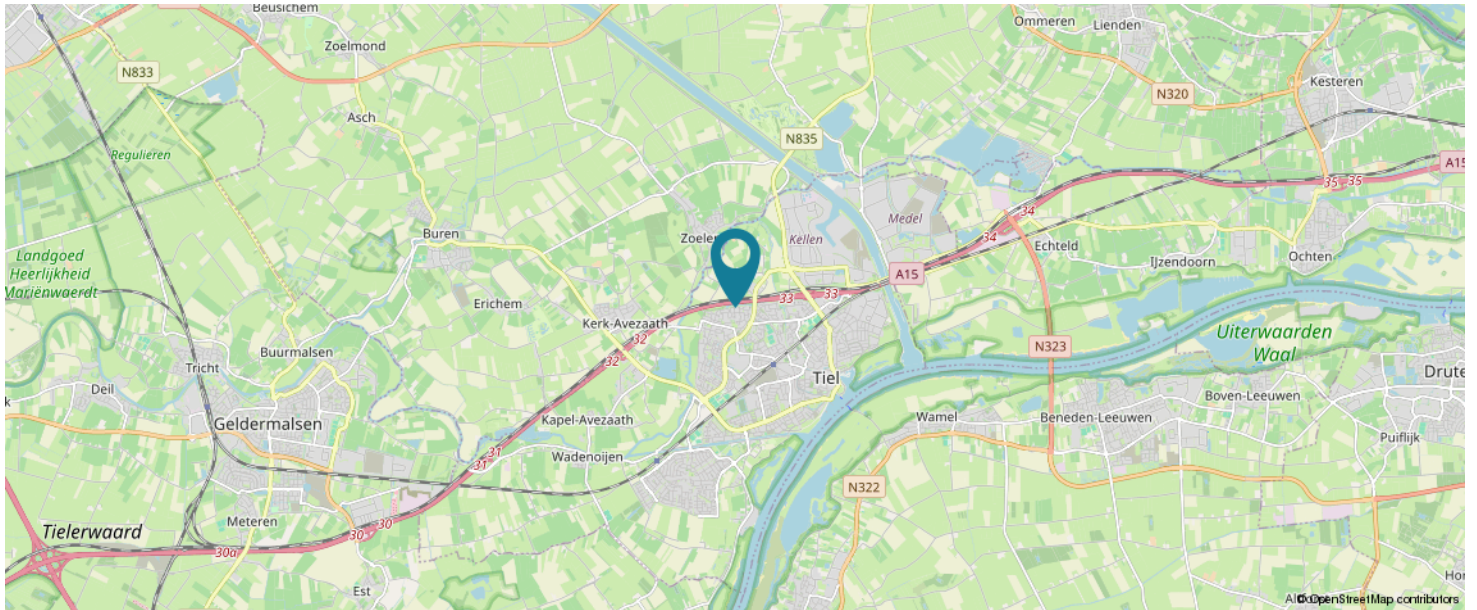 Beusichem
Zoelmond
Ommeren
Lienden
N833
N320
Kesteren
Asch
N835
Regulieren
A15
35
35
Medel
34
Buren
Kellen
34
Echteld
Landgoed
Heerlijkheid
Mariënwaerdt
IJzendoorn
Ochten
A15
Erichem
33
33
Kerk-Avezaath
32
32
Uiterwaarden
Waal
N323
Buurmalsen
Tricht
Deil
Tiel
Boven-Leeuwen
Geldermalsen
Kapel-Avezaath
Wamel
Beneden-Leeuwen
Puiflijk
31
31
Wadenoijen
N322
Meteren
Tielerwaard
30
30
30a
Est
© OpenStreetMap contributors